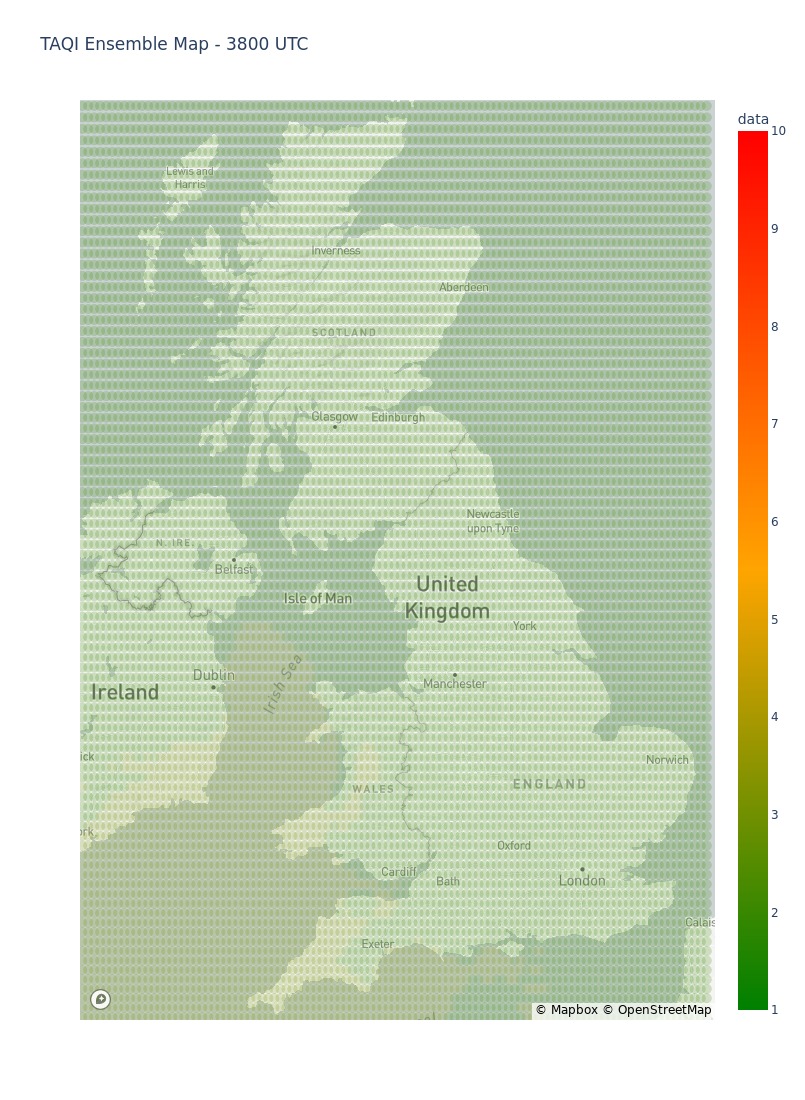 TAQI Ensemble Map - 3800 UTC
data
10
9
8
7
6
5
4
3
2
1
Lewis and
Harris
Inverness
Aberdeen
SCOTLAND
Glasgow
Edinburgh
Newcastle
upon Tyne
N. IRE.
Belfast
Isle of Man
United
Kingdom
York
Dublin
Irish Sea
Manchester
Ireland
ick
Norwich
WALES
ENGLAND
ork
Oxford
Cardiff
Bath
London
Calais
Exeter
© Mapbox © OpenStreetMap